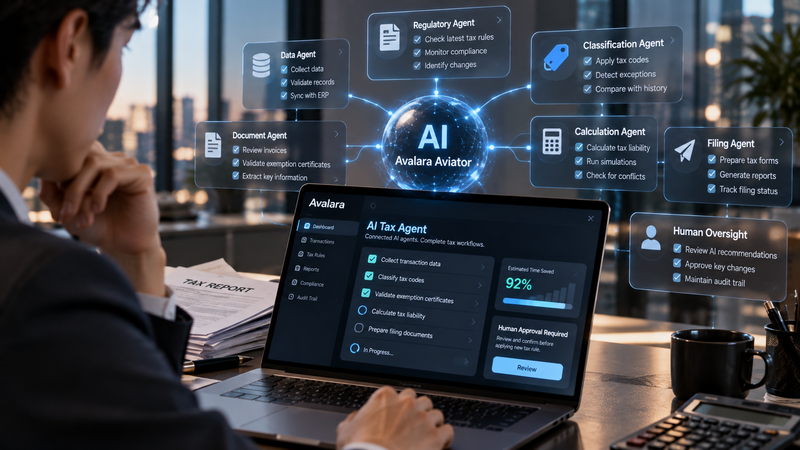 Regulatory Agent
Check latest tax rules
Monitor compliance
Identify changes
Data Agent
Collect data
Validate records
Sync with ERP
Classification Agent
Apply tax codes
Detect exceptions
Compare with history
AI
Avalara Aviator
Document Agent
Review invoices
Validate exemption certificates
Extract key information
Calculation Agent
Calculate tax liability
Run simulations
Check for conflicts
Filing Agent
Prepare tax forms
Generate reports
Track filing status
Human Oversight
Review AI recommendations
Approve key changes
Maintain audit trail
TAX REPORT
Avalara
Dashboard
Transactions
Tax Rules
Reports
Compliance
Audit Trail
AI Tax Agent
Connected AI agents. Complete tax workflows.
Collect transaction data
Classify tax codes
Validate exemption certificates
Calculate tax liability
Prepare filing documents
In Progress...
Estimated Time Saved
92%
Human Approval Required
Review and confirm before
applying new tax rule.
Review